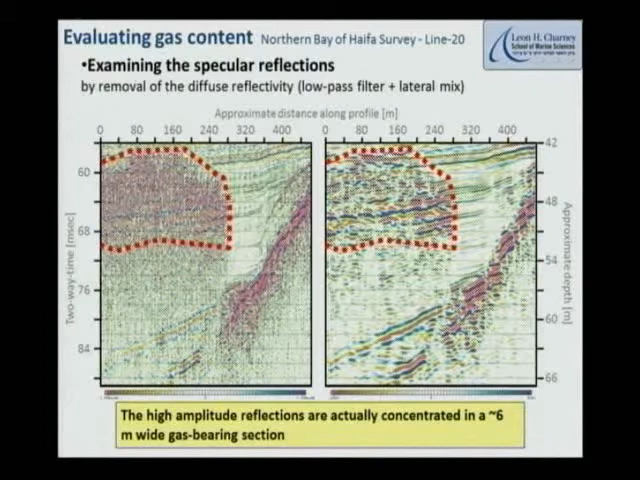 Evaluating gas content Northern Bay of Haifa Survey - Line-20
Leon H. Charney
School of Marine Sciences
•Examining the specular reflections
by removal of the diffuse reflectivity (low-pass filter + lateral mix)
Approximate distance along profile [m]
0 80 160 240 320 400 0 80 160 240 320 400
42
60
48
68
54
76
60
84
66
Two-way-time [msec]
Approximate depth [m]
The high amplitude reflections are actually concentrated in a ~6
m wide gas-bearing section